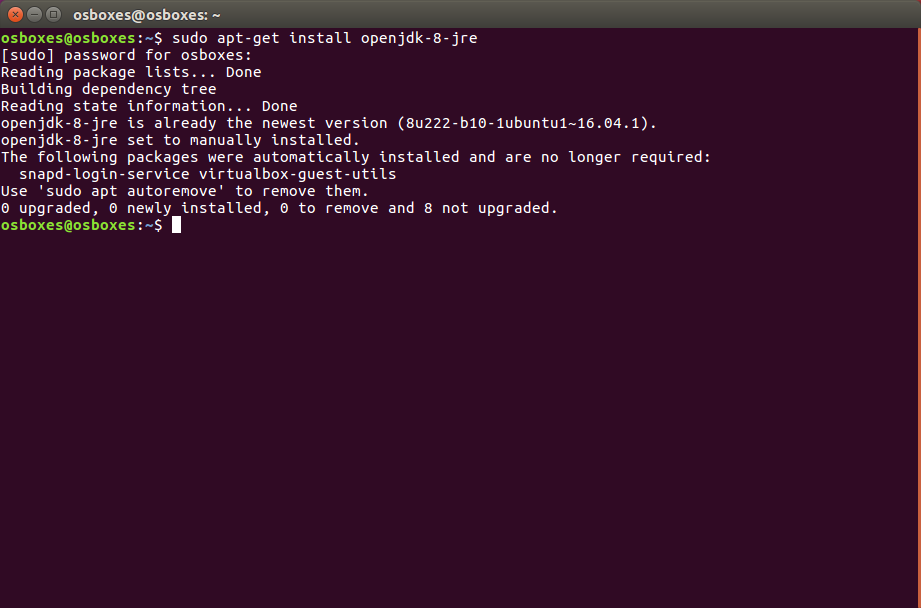 osboxes@osboxes: ~
osboxes@osboxes:~$ sudo apt-get install openjdk-8-jre
[sudo] password for osboxes:
Reading package lists... Done
Building dependency tree
Reading state information... Done
openjdk-8-jre is already the newest version (8u222-b10-1ubuntu1~16.04.1).
openjdk-8-jre set to manually installed.
The following packages were automatically installed and are no longer required:
  snapd-login-service virtualbox-guest-utils
Use 'sudo apt autoremove' to remove them.
0 upgraded, 0 newly installed, 0 to remove and 8 not upgraded.
osboxes@osboxes:~$